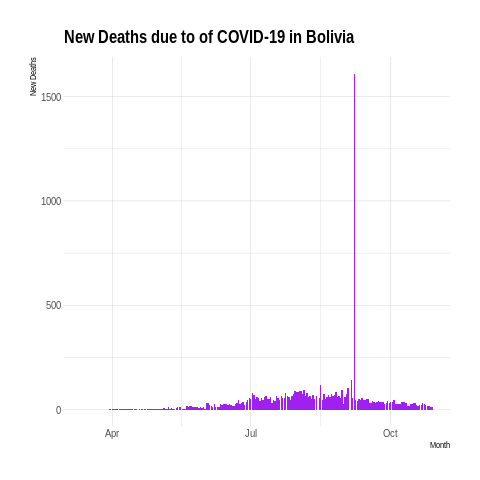 New Deaths due to of COVID-19 in Bolivia
New Deaths
1500
1000
500
0
Apr
Jul
Oct
Month